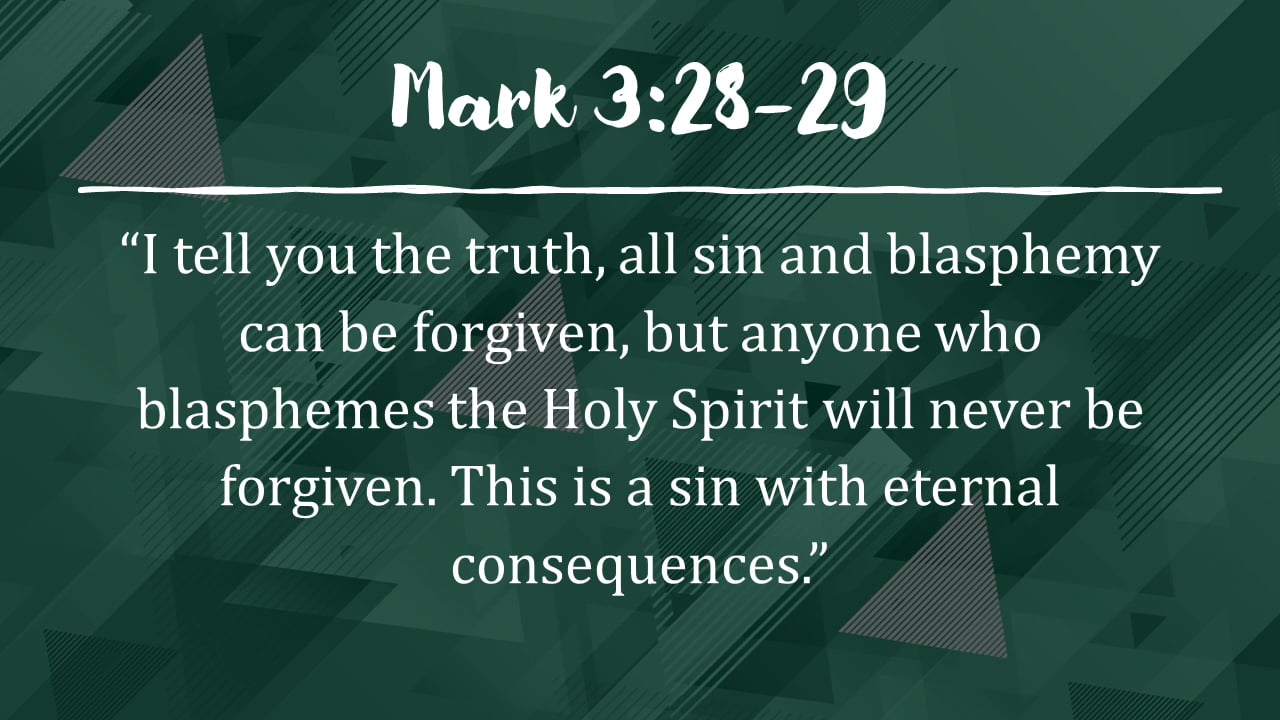 Mark 3:28-29
“I tell you the truth, all sin and blasphemy
can be forgiven, but anyone who
blasphemes the Holy Spirit will never be
forgiven. This is a sin with eternal
consequences.”